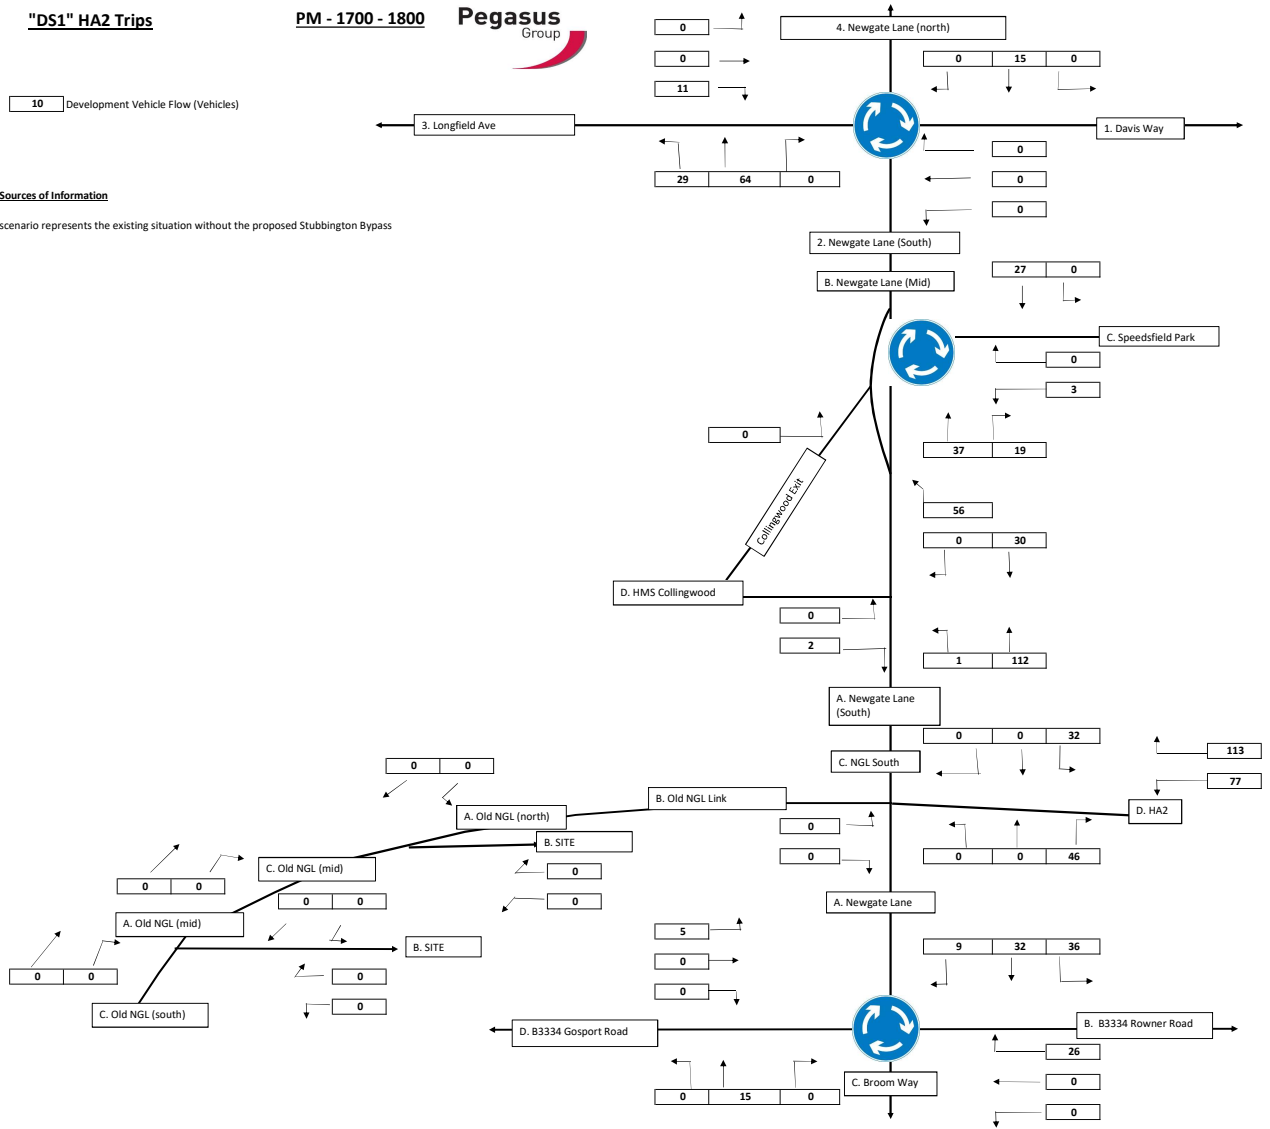 "DS1" HA2 Trips
PM - 1700 - 1800
Pegasus
Group
10 Development Vehicle Flow (Vehicles)
Sources of Information
scenario represents the existing situation without the proposed Stubbington Bypass
0
4. Newgate Lane (north)
0
0 15 0
11
3. Longfield Ave
1. Davis Way
0
29 64 0
0
0
2. Newgate Lane (South)
B. Newgate Lane (Mid)
27 0
C. Speedsfield Park
0
3
0
37 19
Collingwood Exit
56
0 30
D. HMS Collingwood
0
2
1 112
A. Newgate Lane
(South)
0 0 32
113
C. NGL South
0 0
77
B. Old NGL Link
A. Old NGL (north)
D. HA2
0
B. SITE
0
0 0 46
C. Old NGL (mid)
0
0 0
0 0
0
A. Newgate Lane
A. Old NGL (mid)
5
B. SITE
9 32 36
0
0 0
0
0
0
C. Old NGL (south)
D. B3334 Gosport Road
B. B3334 Rowner Road
26
C. Broom Way
0
0 15 0
0